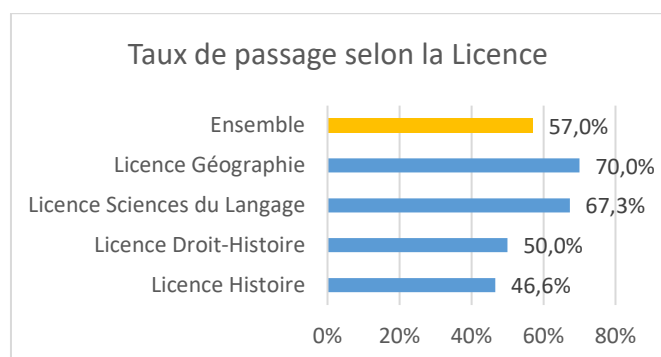 Taux de passage selon la Licence
Ensemble 57,0%
Licence Géographie 70,0%
Licence Sciences du Langage 67,3%
Licence Droit-Histoire 50,0%
Licence Histoire 46,6%
0% 20% 40% 60% 80%